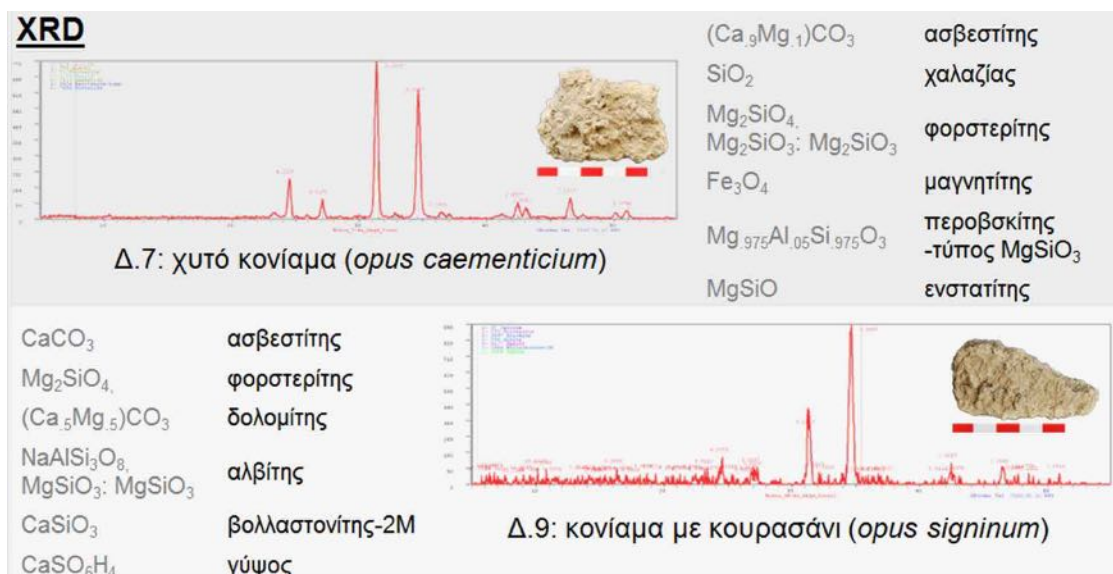 XRD
Δ.7: χυτό κονίαμα (opus caementicium)
(Ca.9Mg.1)CO3 ασβεστίτης
SiO2 χαλαζίας
Mg2SiO4,
Mg2SiO3: Mg2SiO3 φορστερίτης
Fe3O4 μαγνητίτης
Mg.975Al.05Si.975O3 περοβσκίτης
-τύπος MgSiO3
MgSiO ενστατίτης
CaCO3 ασβεστίτης
Mg2SiO4, φορστερίτης
(Ca.5Mg.5)CO3 δολομίτης
NaAlSi3O8,
MgSiO3: MgSiO3 αλβίτης
CaSiO3 βολλαστονίτης-2M
CaSO6H4 γύψος
Δ.9: κονίαμα με κουρασάνι (opus signinum)